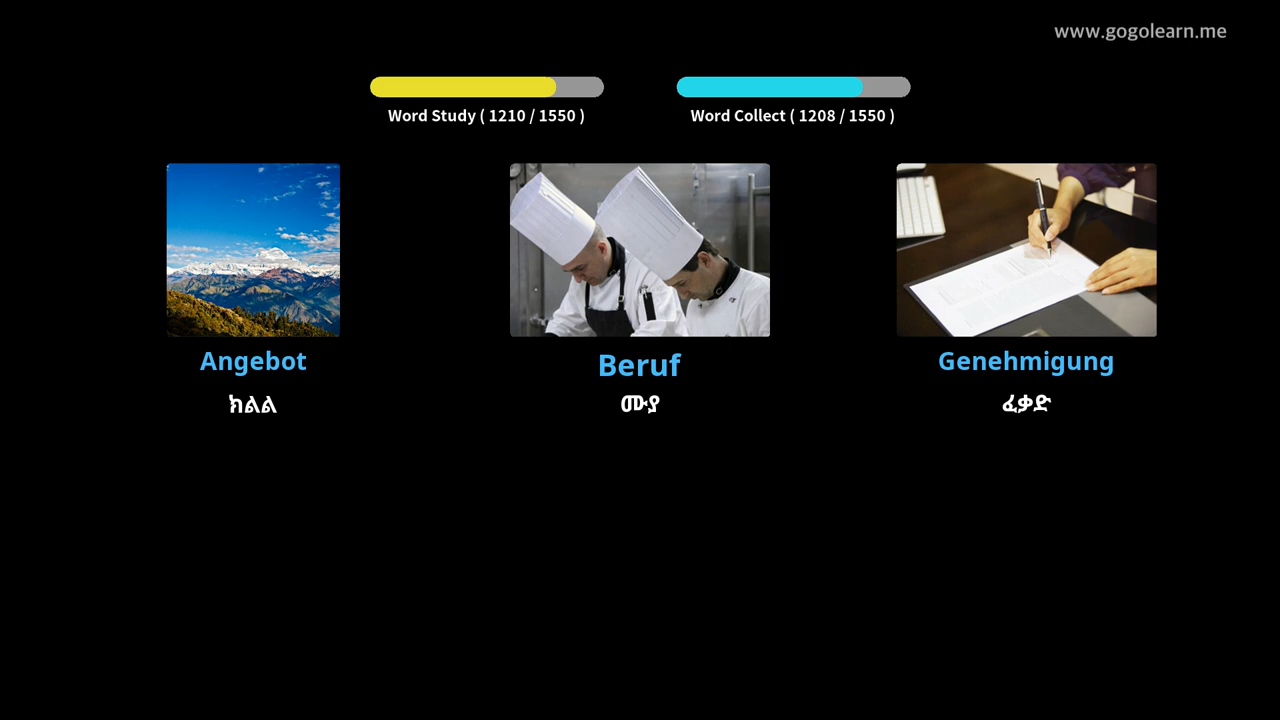 www.gogolearn.me
Word Study ( 1210 / 1550 )
Word Collect ( 1208 / 1550 )
Angebot
Beruf
Genehmigung
ክልል
ሙያ
ፈቃድ